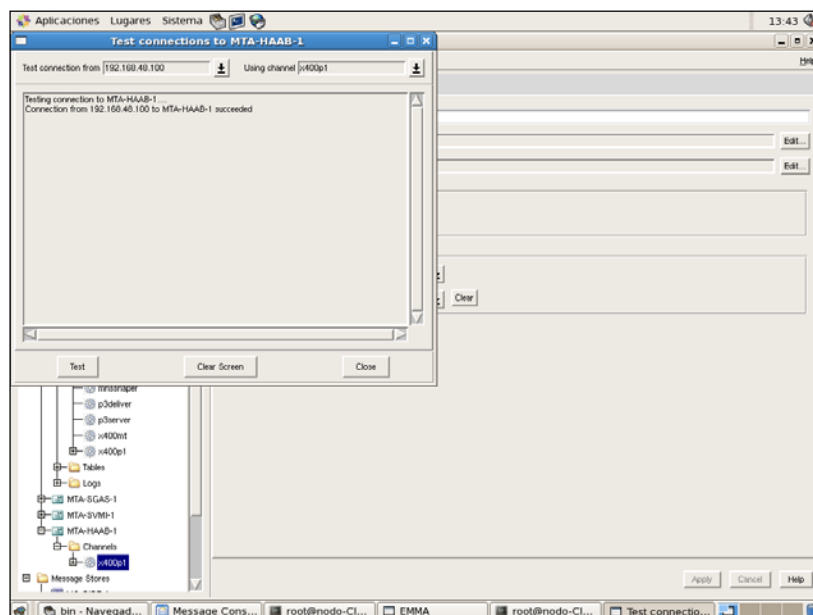 Aplicaciones Lugares Sistema 13:43
Test connections to MTA-HAAB-1
Help
Test connection from 192.168.48.100 Using channel x400p1
Testing connection to MTA-HAAB-1....
Connection from 192.168.48.100 to MTA-HAAB-1 succeeded
Edit...
Edit...
Clear
Test Clear Screen Close
p3deliver
p3server
x400mt
x400p1
Tables
Logs
MTA-SGAS-1
MTA-SVMI-1
MTA-HAAB-1
Channels
x400p1
Message Stores
Apply Cancel Help
bin - Navegad... Message Cons... root@nodo-Cl... EMMA root@nodo-Cl... Test connectio...